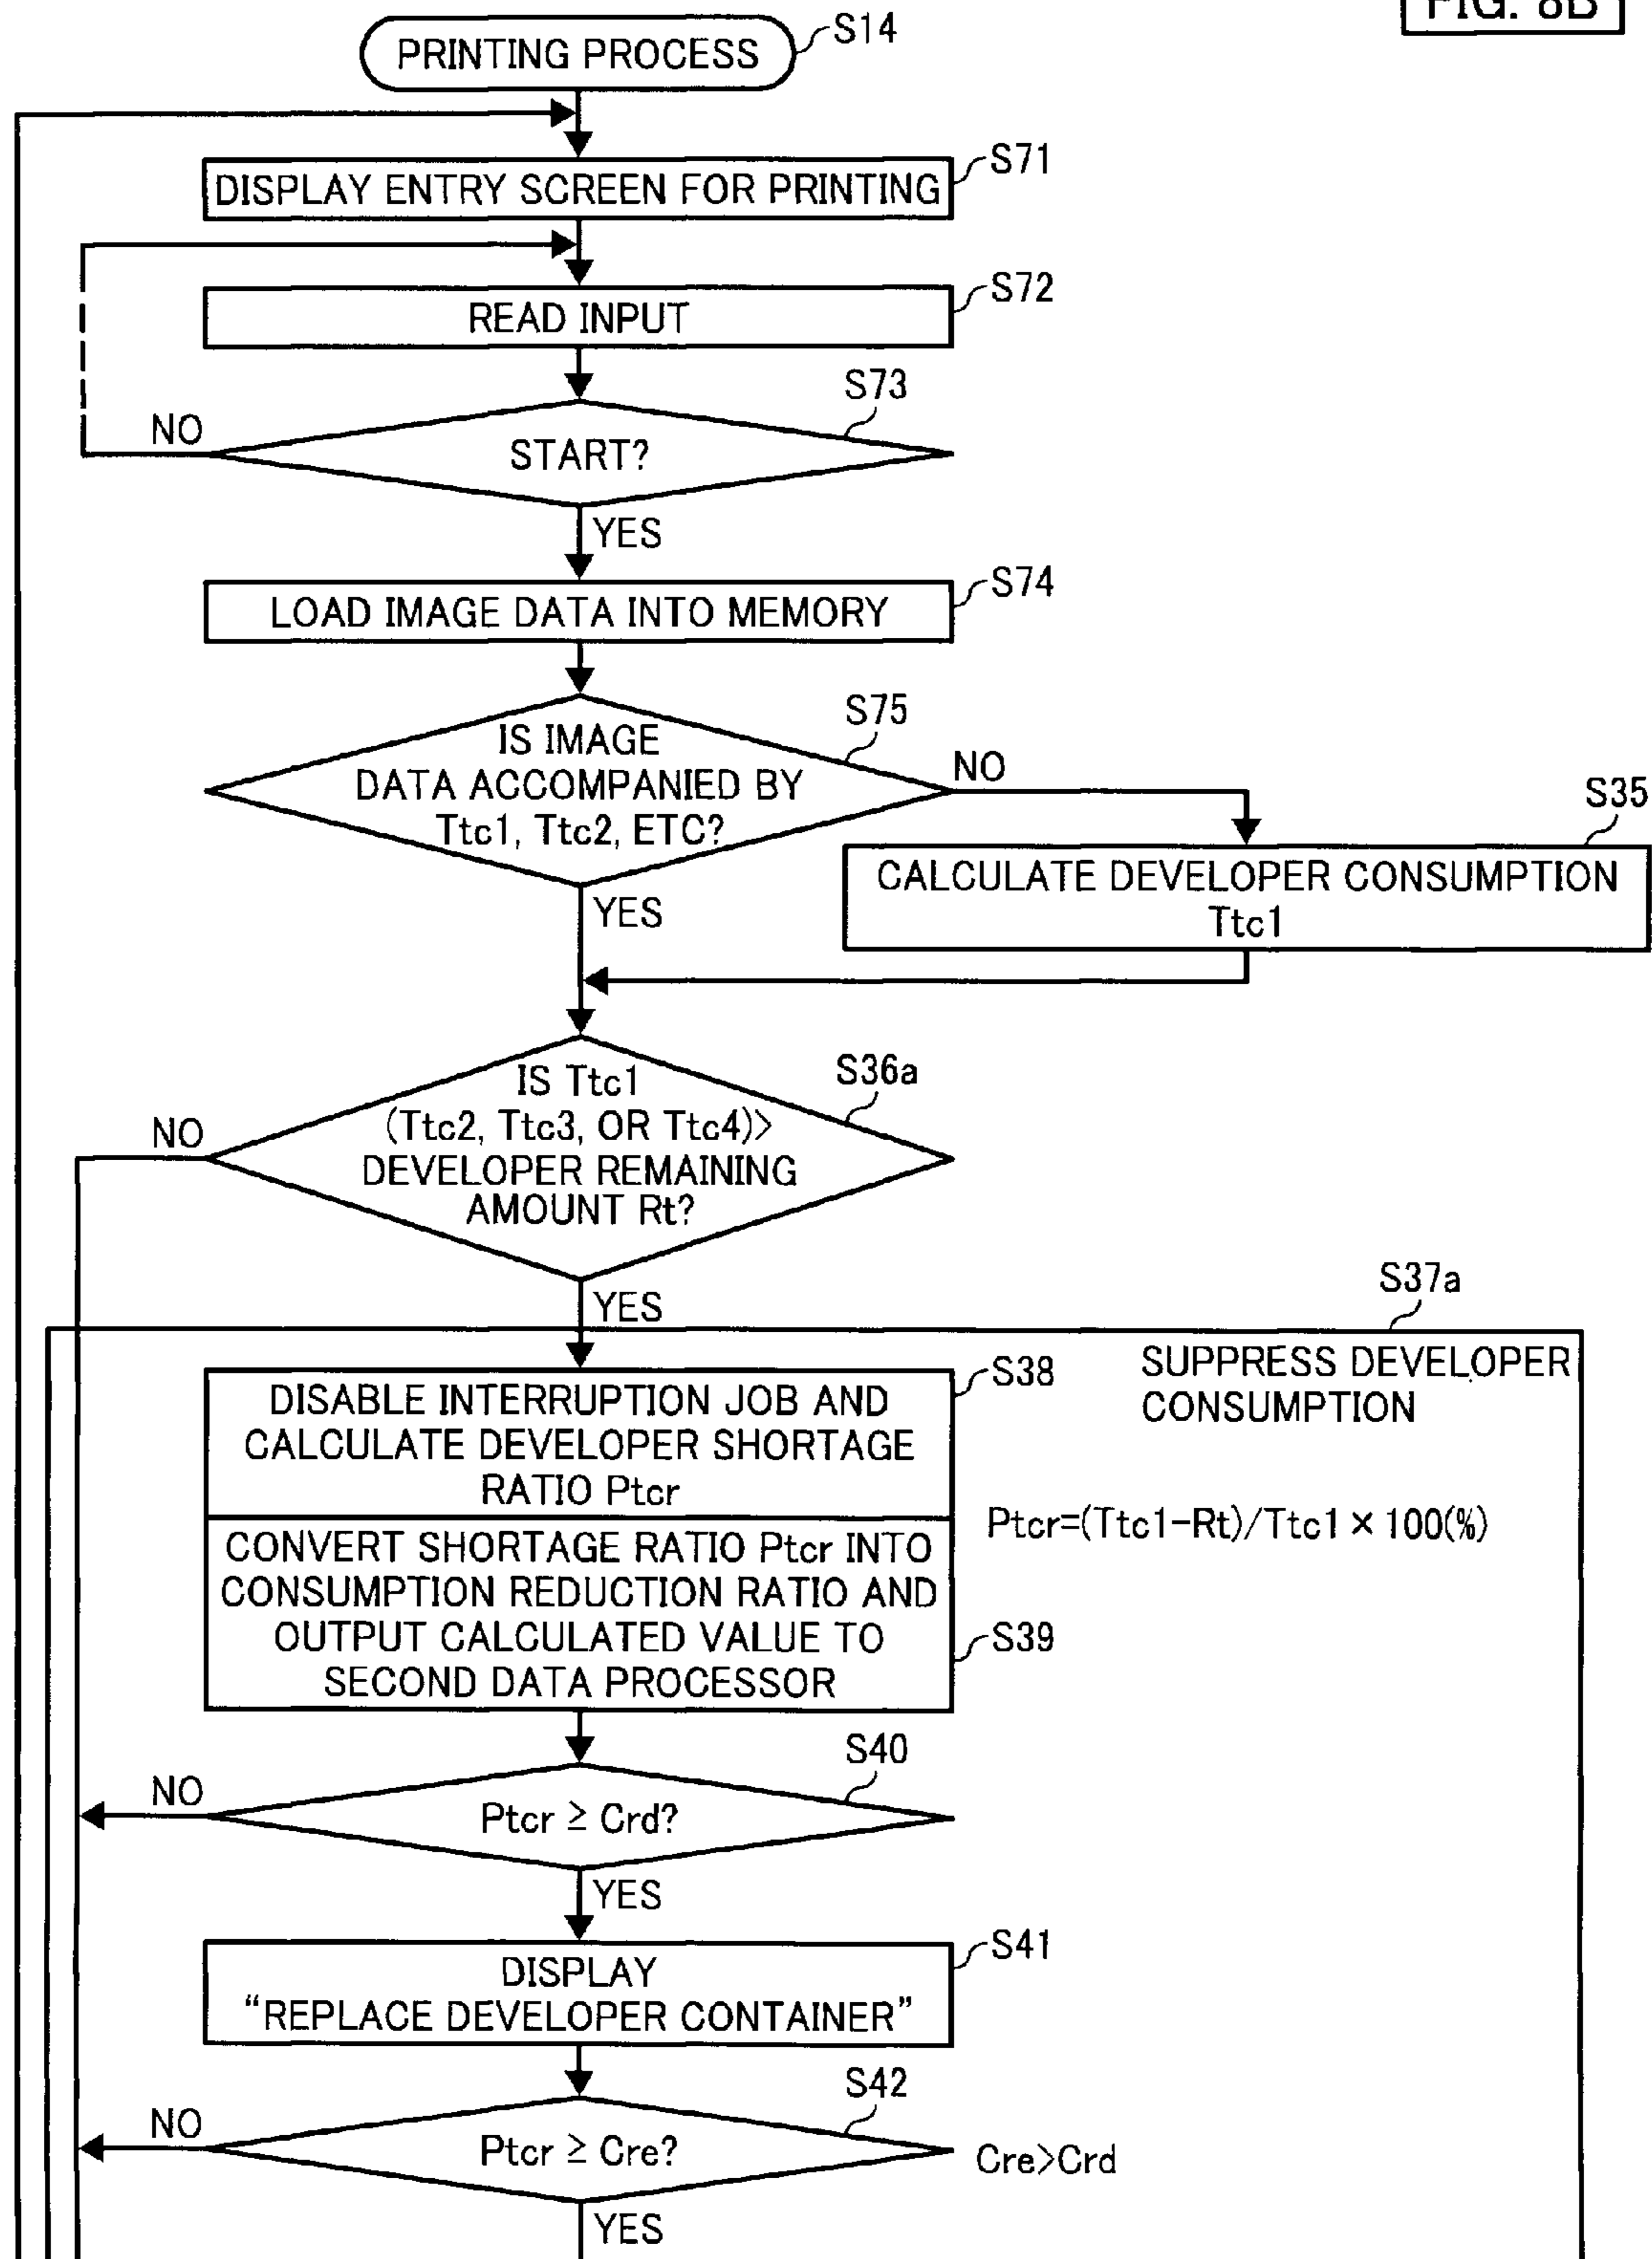 FIG. 8B
PRINTING PROCESS
S14
S71
DISPLAY ENTRY SCREEN FOR PRINTING
S72
READ INPUT
S73
NO
START?
YES
S74
LOAD IMAGE DATA INTO MEMORY
S75
IS IMAGE
DATA ACCOMPANIED BY
Ttc1, Ttc2, ETC?
NO
S35
CALCULATE DEVELOPER CONSUMPTION
Ttc1
YES
S36a
IS Ttc1
(Ttc2, Ttc3, OR Ttc4)>
DEVELOPER REMAINING
AMOUNT Rt?
NO
YES
S37a
SUPPRESS DEVELOPER
CONSUMPTION
S38
DISABLE INTERRUPTION JOB AND
CALCULATE DEVELOPER SHORTAGE
RATIO Ptcr
Ptcr=(Ttc1-Rt)/Ttc1 × 100(%)
CONVERT SHORTAGE RATIO Ptcr INTO
CONSUMPTION REDUCTION RATIO AND
OUTPUT CALCULATED VALUE TO
SECOND DATA PROCESSOR
S39
S40
NO
Ptcr ≥ Crd?
YES
S41
DISPLAY
“REPLACE DEVELOPER CONTAINER”
S42
NO
Ptcr ≥ Cre?
Cre>Crd
YES